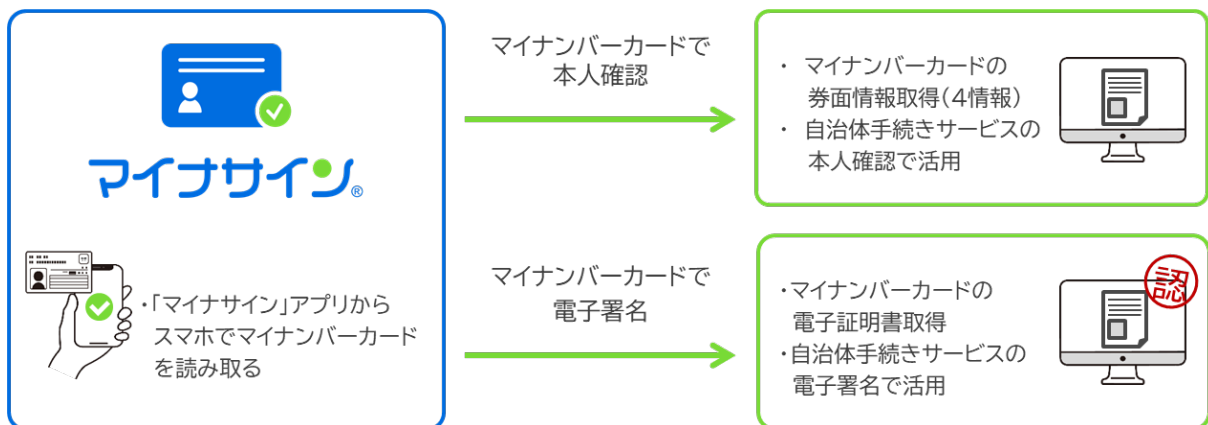 マイナサイン®
・「マイナサイン」アプリから
スマホでマイナンバーカード
を読み取る
マイナンバーカードで
本人確認
・ マイナンバーカードの
券面情報取得(4情報)
・ 自治体手続きサービスの
本人確認で活用
マイナンバーカードで
電子署名
・マイナンバーカードの
電子証明書取得
・自治体手続きサービスの
電子署名で活用
認